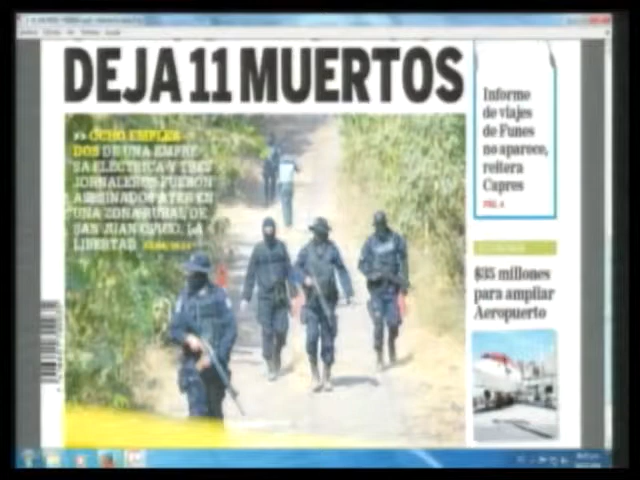 DEJA 11 MUERTOS
>> OCHO EMPLEA-
DOS DE UNA EMPRE-
SA ELÉCTRICA Y TRES
JORNALEROS FUERON
ASESINADOS AYER EN
UNA ZONA RURAL DE
SAN JUAN OPICO, LA
LIBERTAD.
Informe
de viajes
de Funes
no aparece,
reitera
Capres
$35 millones
para ampliar
Aeropuerto